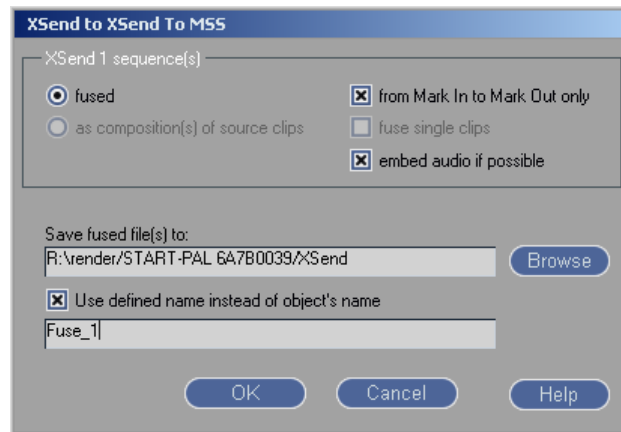 XSend to XSend To MSS
XSend 1 sequence(s)
fused
from Mark In to Mark Out only
as composition(s) of source clips
fuse single clips
embed audio if possible
Save fused file(s) to:
R:\render/START-PAL 6A7B0039/XSend
Browse
Use defined name instead of object's name
Fuse_1
OK
Cancel
Help